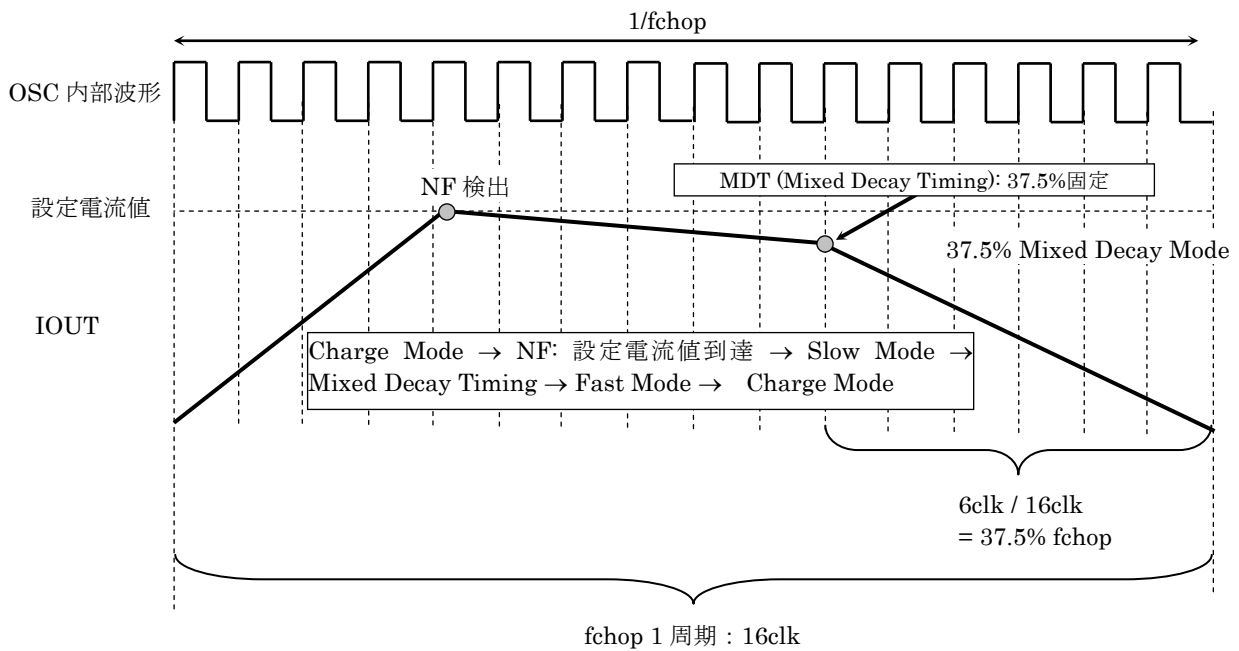 1/fchop
OSC 内部波形
MDT (Mixed Decay Timing): 37.5%固定
NF 検出
設定電流値
37.5% Mixed Decay Mode
IOUT
Charge Mode → NF: 設定電流値到達 → Slow Mode →
Mixed Decay Timing → Fast Mode → Charge Mode
6clk / 16clk
= 37.5% fchop
fchop 1 周期 : 16clk